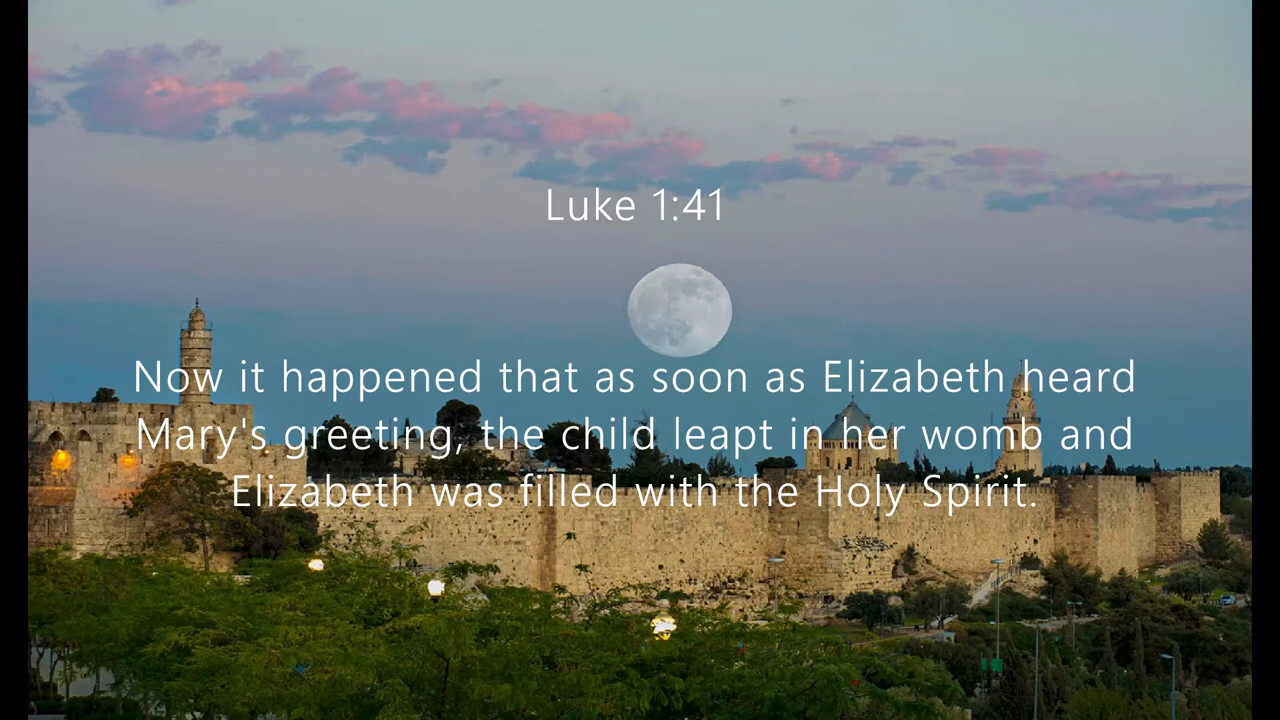 Luke 1:41
Now it happened that as soon as Elizabeth heard
Mary's greeting, the child leapt in her womb and
Elizabeth was filled with the Holy Spirit.